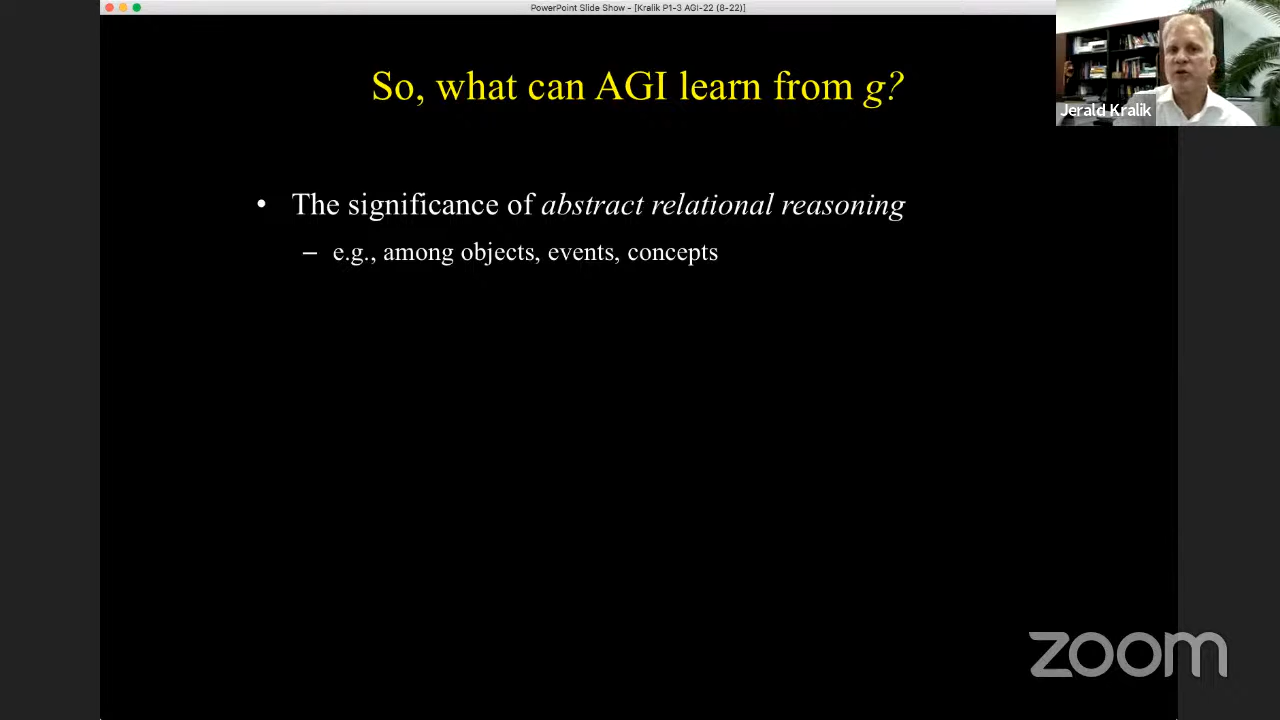 PowerPoint Slide Show - [Kralik P1-3 AGI-22 (8-22)]
So, what can AGI learn from g?
Jerald Kralik
• The significance of abstract relational reasoning
– e.g., among objects, events, concepts
zoom